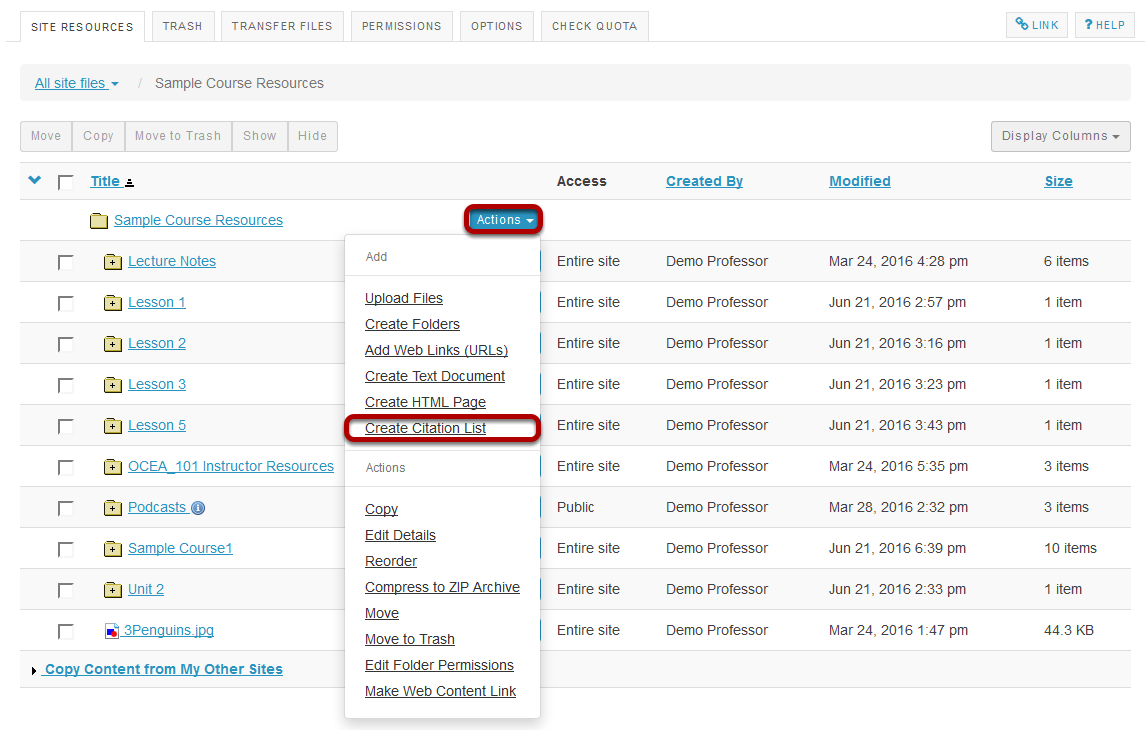 SITE RESOURCES TRASH TRANSFER FILES PERMISSIONS OPTIONS CHECK QUOTA LINK ? HELP
All site files / Sample Course Resources
Move Copy Move to Trash Show Hide Display Columns
Title Access Created By Modified Size
Sample Course Resources Actions
Add
Lecture Notes Entire site Demo Professor Mar 24, 2016 4:28 pm 6 items
Upload Files
Lesson 1 Entire site Demo Professor Jun 21, 2016 2:57 pm 1 item
Create Folders
Lesson 2 Entire site Demo Professor Jun 21, 2016 3:16 pm 1 item
Add Web Links (URLs)
Create Text Document
Lesson 3 Entire site Demo Professor Jun 21, 2016 3:23 pm 1 item
Create HTML Page
Lesson 5 Entire site Demo Professor Jun 21, 2016 3:43 pm 1 item
Create Citation List
OCEA_101 Instructor Resources Entire site Demo Professor Mar 24, 2016 5:35 pm 3 items
Actions
Podcasts Public Demo Professor Mar 28, 2016 2:32 pm 3 items
Copy
Edit Details
Sample Course1 Entire site Demo Professor Jun 21, 2016 6:39 pm 10 items
Reorder
Compress to ZIP Archive
Unit 2 Entire site Demo Professor Jun 21, 2016 2:33 pm 1 item
Move
3Penguins.jpg Entire site Demo Professor Mar 24, 2016 1:47 pm 44.3 KB
Move to Trash
Edit Folder Permissions
Copy Content from My Other Sites
Make Web Content Link